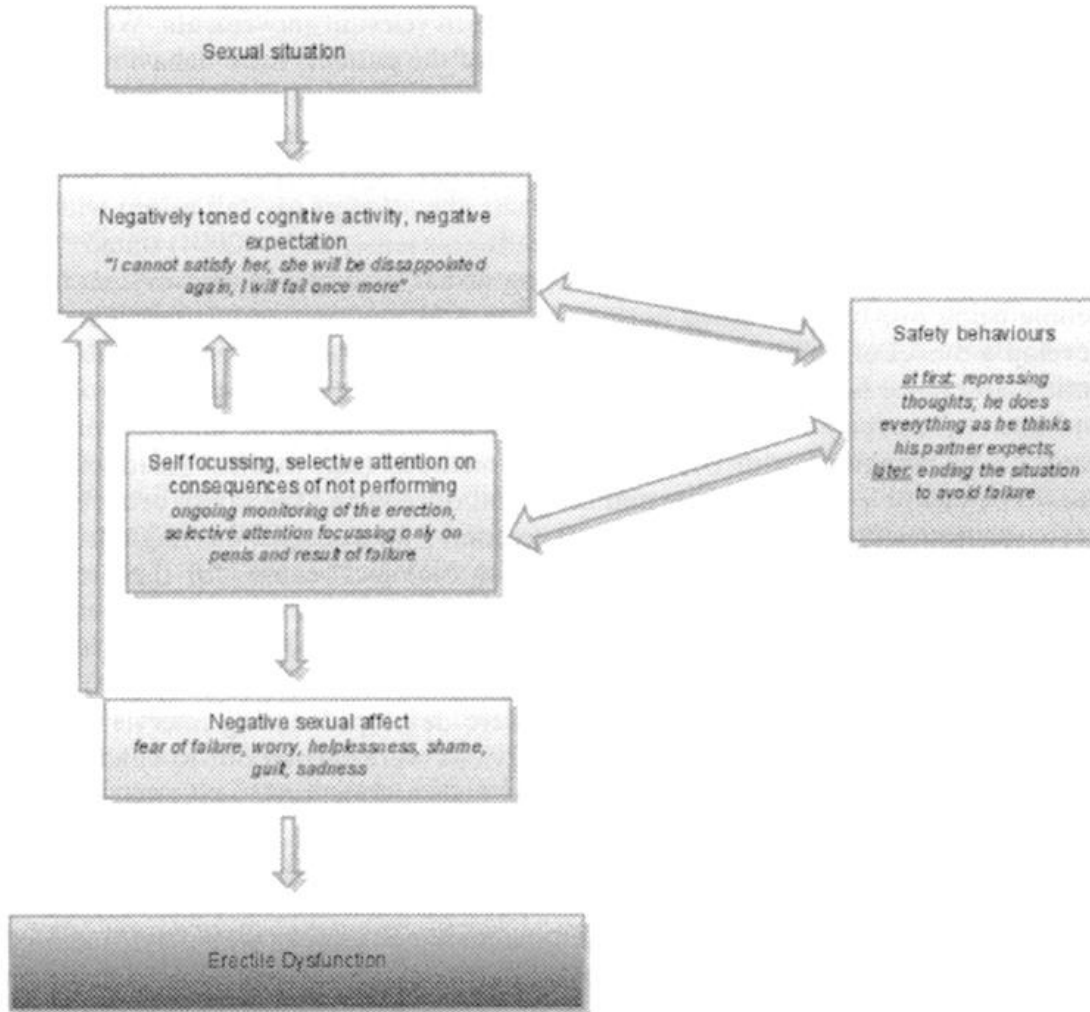 Sexual situation
Negatively toned cognitive activity, negative
expectation
"I cannot satisfy her, she will be dissappointed
again, I will fail once more"
Self focussing, selective attention on
consequences of not performing
ongoing monitoring of the erection,
selective attention focussing only on
penis and result of failure
Safety behaviours
at first: repressing
thoughts; he does
everything as he thinks
his partner expects;
later: ending the situation
to avoid failure
Negative sexual affect
fear of failure, worry, helplessness, shame,
guilt, sadness
Erectile Dysfunction